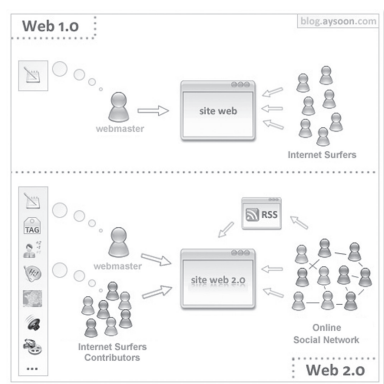 Web 1.0
blog.aysoon.com
site web
webmaster
Internet Surfers
TAG
RSS
webmaster
site web 2.0
Internet Surfers
Contributors
Online
Social Network
Web 2.0